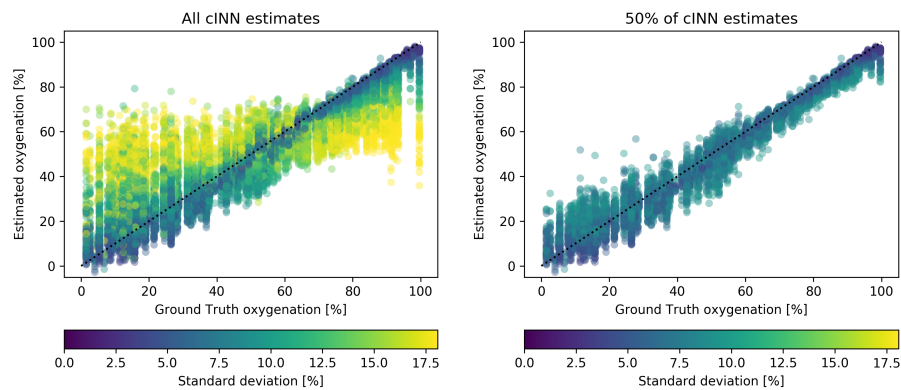 All cINN estimates
100
80
60
40
20
0
Estimated oxygenation [%]
0 20 40 60 80 100
Ground Truth oxygenation [%]
0.0 2.5 5.0 7.5 10.0 12.5 15.0 17.5
Standard deviation [%]
50% of cINN estimates
100
80
60
40
20
0
Estimated oxygenation [%]
0 20 40 60 80 100
Ground Truth oxygenation [%]
0.0 2.5 5.0 7.5 10.0 12.5 15.0 17.5
Standard deviation [%]